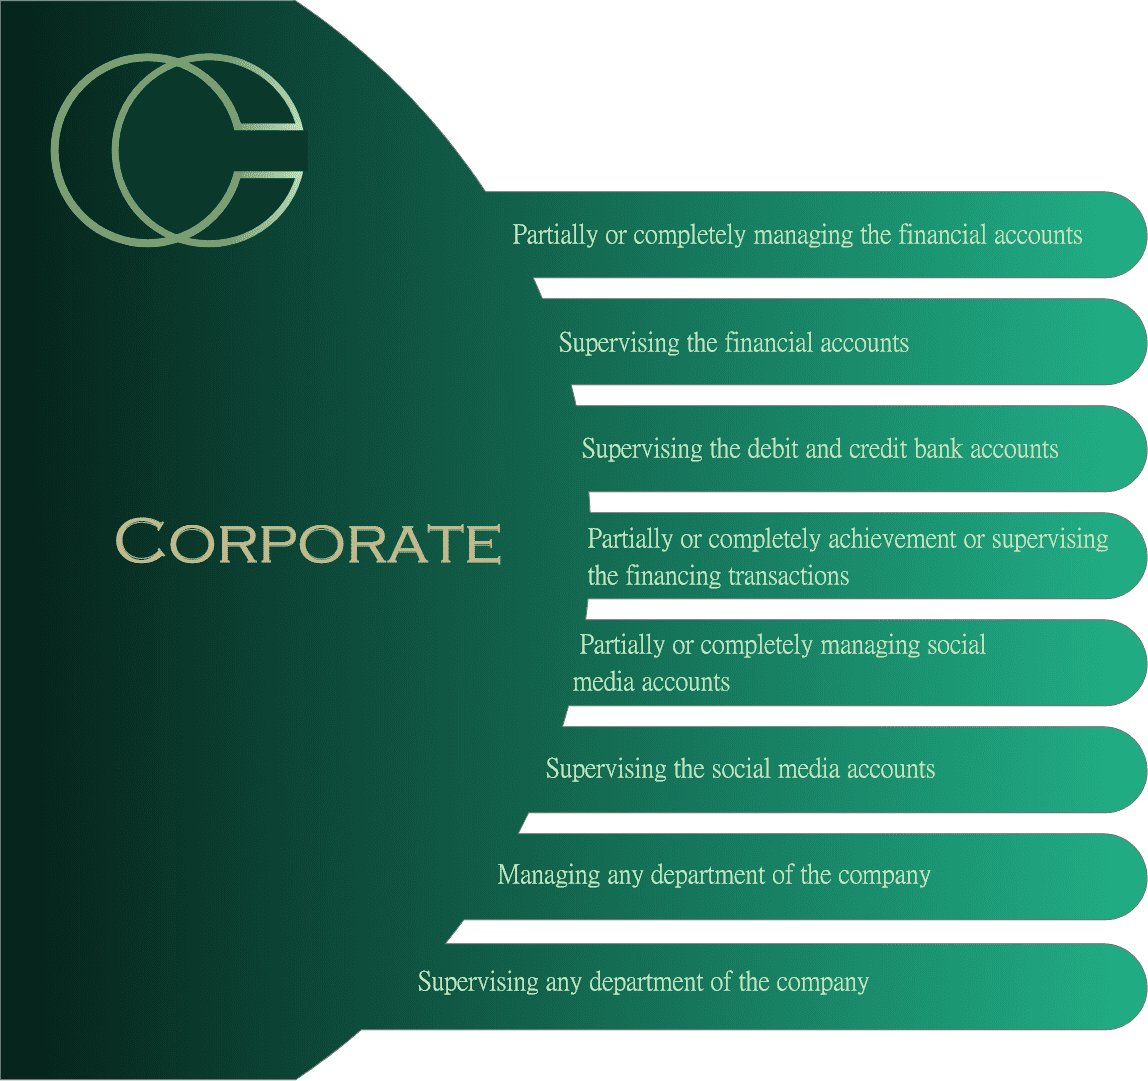 Partially or completely managing the financial accounts
Supervising the financial accounts
Supervising the debit and credit bank accounts
CORPORATE
Partially or completely achievement or supervising
the financing transactions
Partially or completely managing social
media accounts
Supervising the social media accounts
Managing any department of the company
Supervising any department of the company